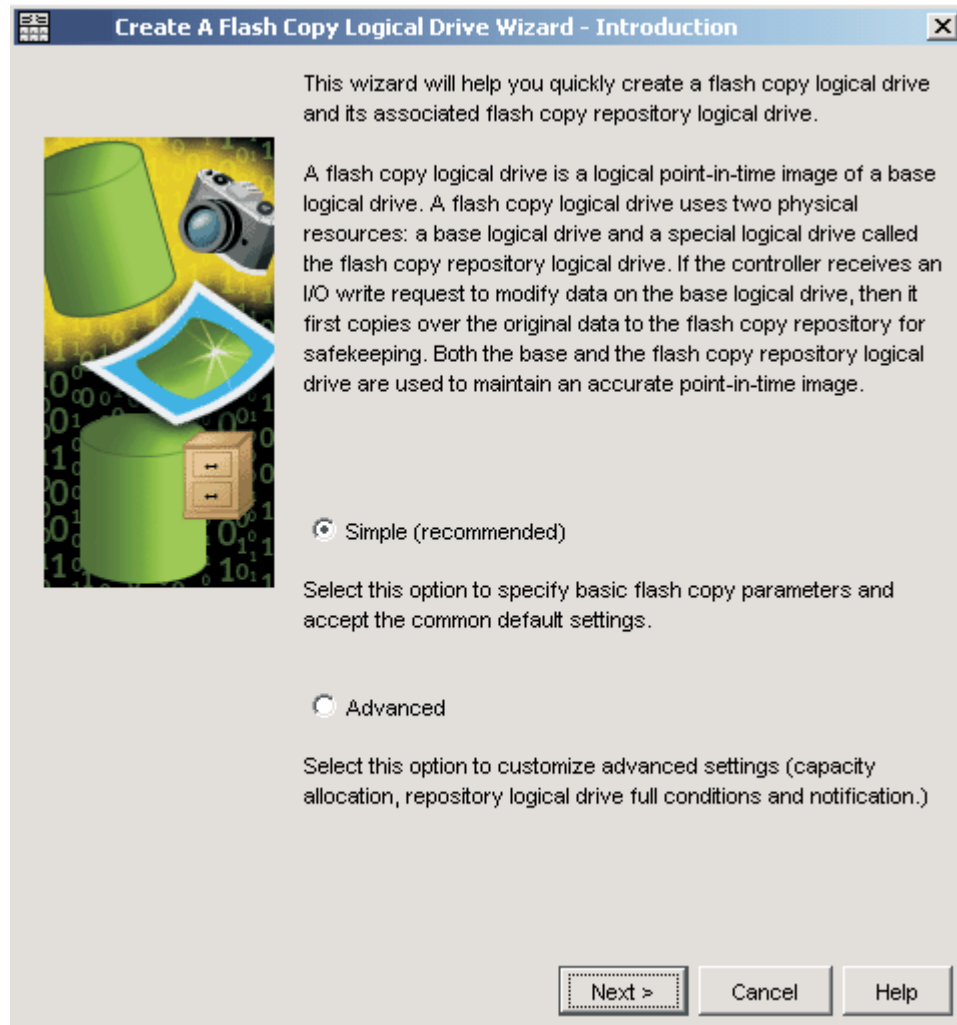 Create A Flash Copy Logical Drive Wizard - Introduction
This wizard will help you quickly create a flash copy logical drive
and its associated flash copy repository logical drive.
A flash copy logical drive is a logical point-in-time image of a base
logical drive. A flash copy logical drive uses two physical
resources: a base logical drive and a special logical drive called
the flash copy repository logical drive. If the controller receives an
I/O write request to modify data on the base logical drive, then it
first copies over the original data to the flash copy repository for
safekeeping. Both the base and the flash copy repository logical
drive are used to maintain an accurate point-in-time image.
Simple (recommended)
Select this option to specify basic flash copy parameters and
accept the common default settings.
Advanced
Select this option to customize advanced settings (capacity
allocation, repository logical drive full conditions and notification.)
Next > Cancel Help